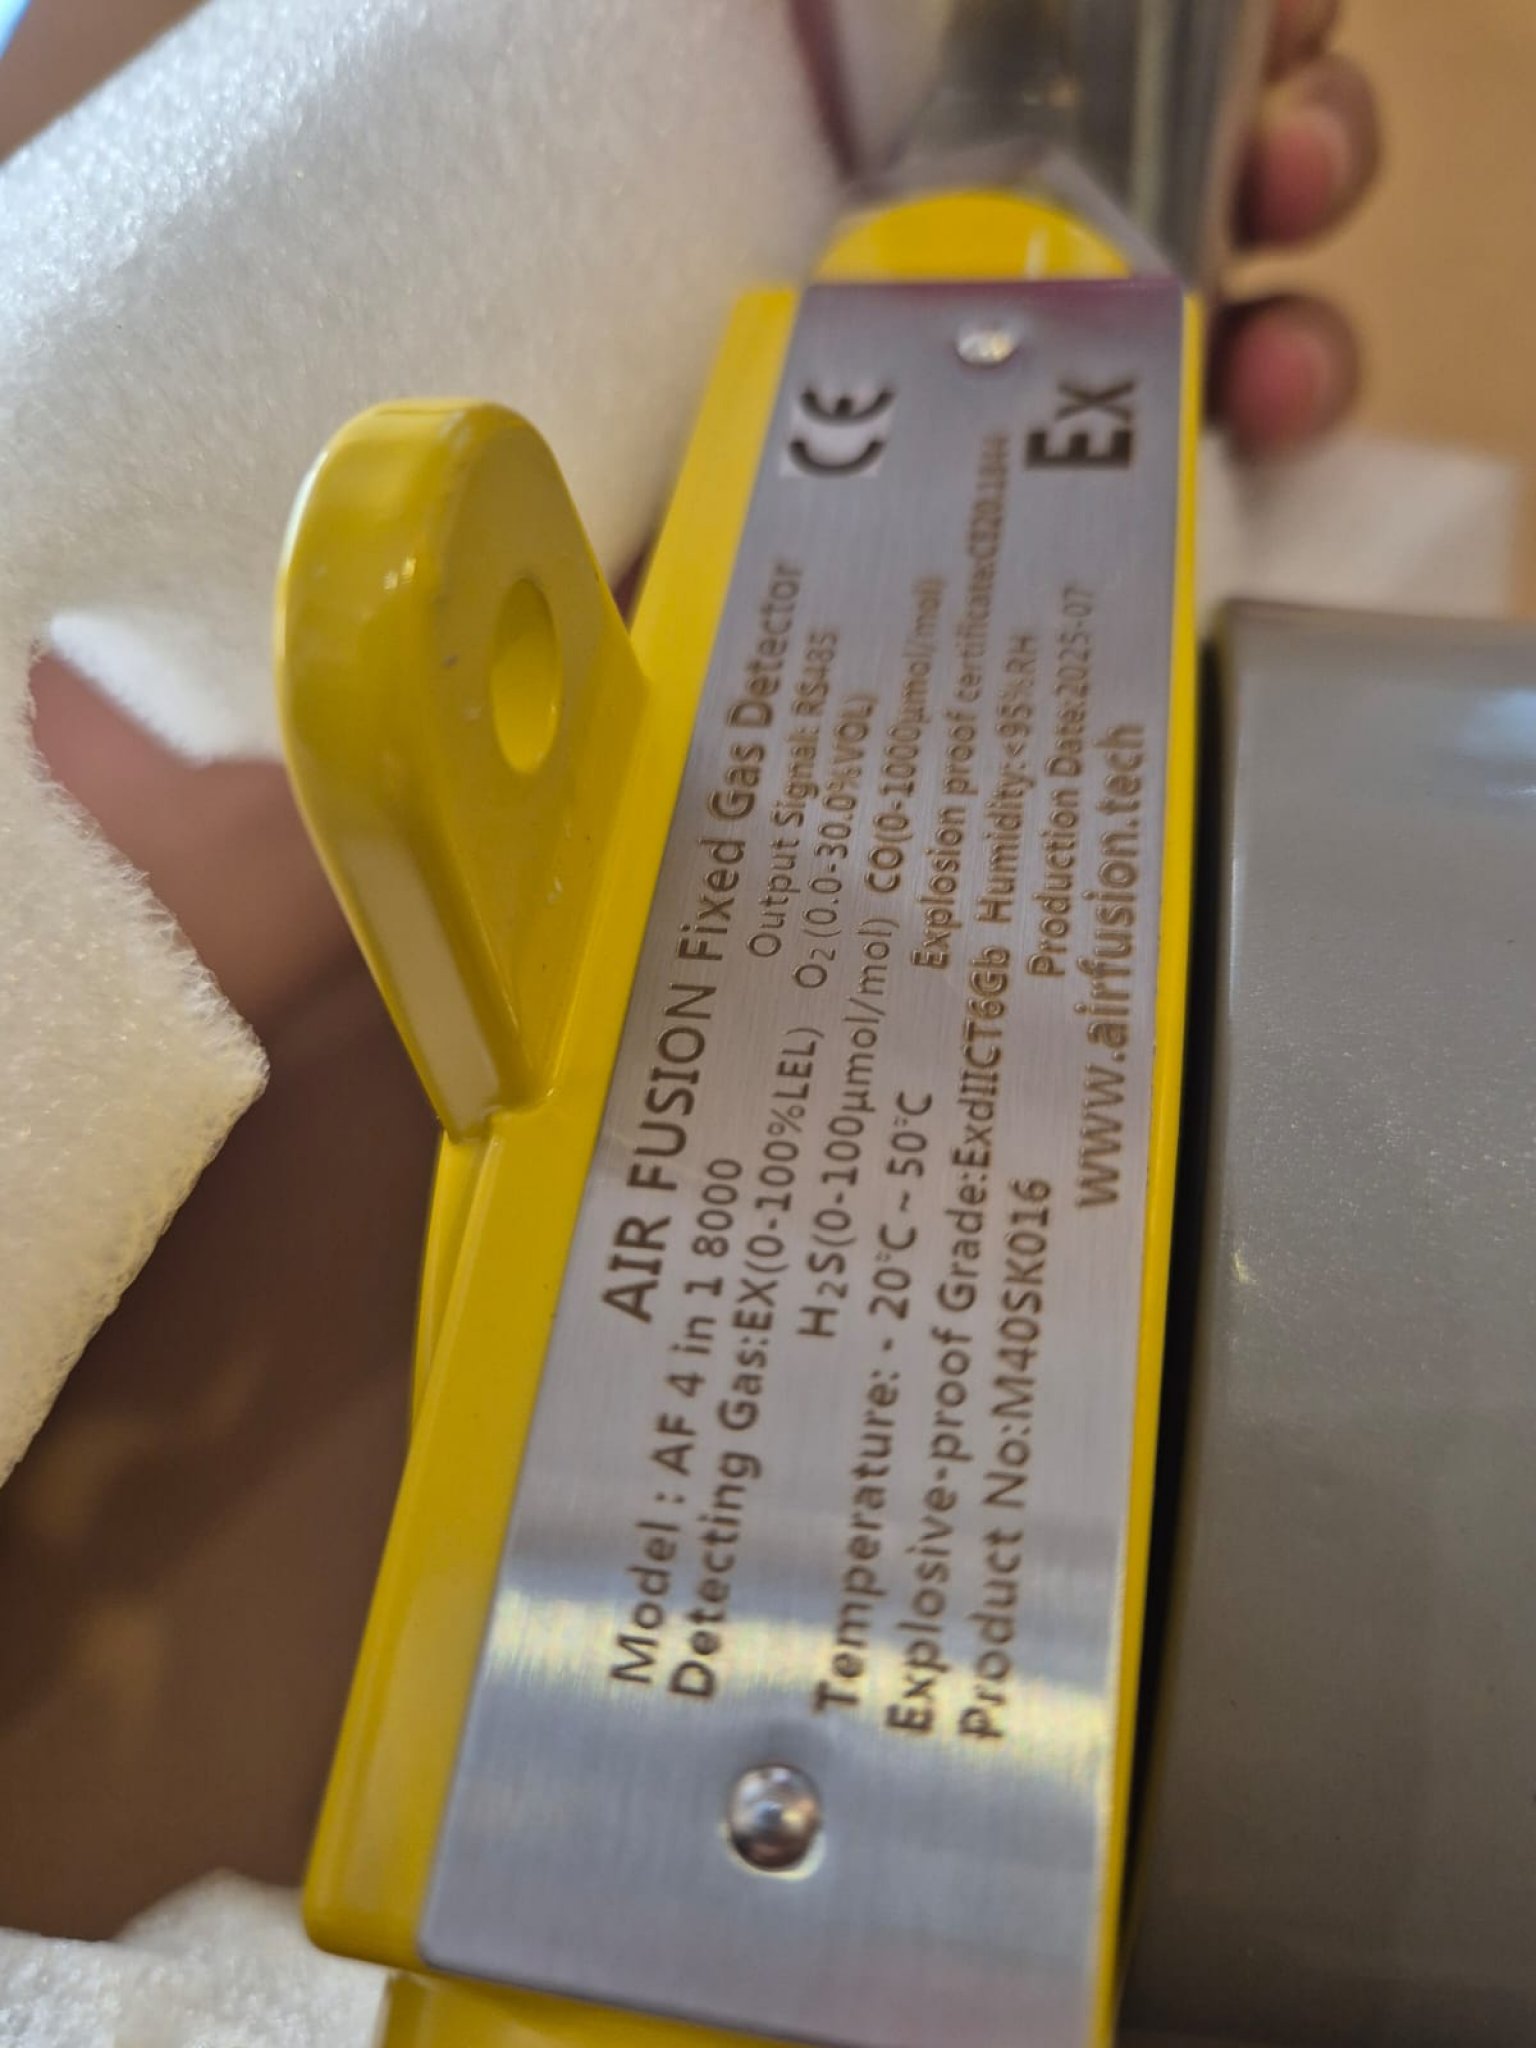 CE
AIR FUSION Fixed Gas Detector
Model : AF 4 in 1 8000 Output Signal: RS485
Detecting Gas:EX(0-100%LEL) O₂(0.0-30.0%VOL)
H₂S(0-100μmol/mol) CO(0-1000μmol/mol)
Temperature: - 20°C ~ 50°C Explosion proof certificate:
Explosive-proof Grade:ExdIICT6Gb Humidity:<95%RH
Product No:M40SK016 Production Date:2025-07
www.airfusion.tech
Ex